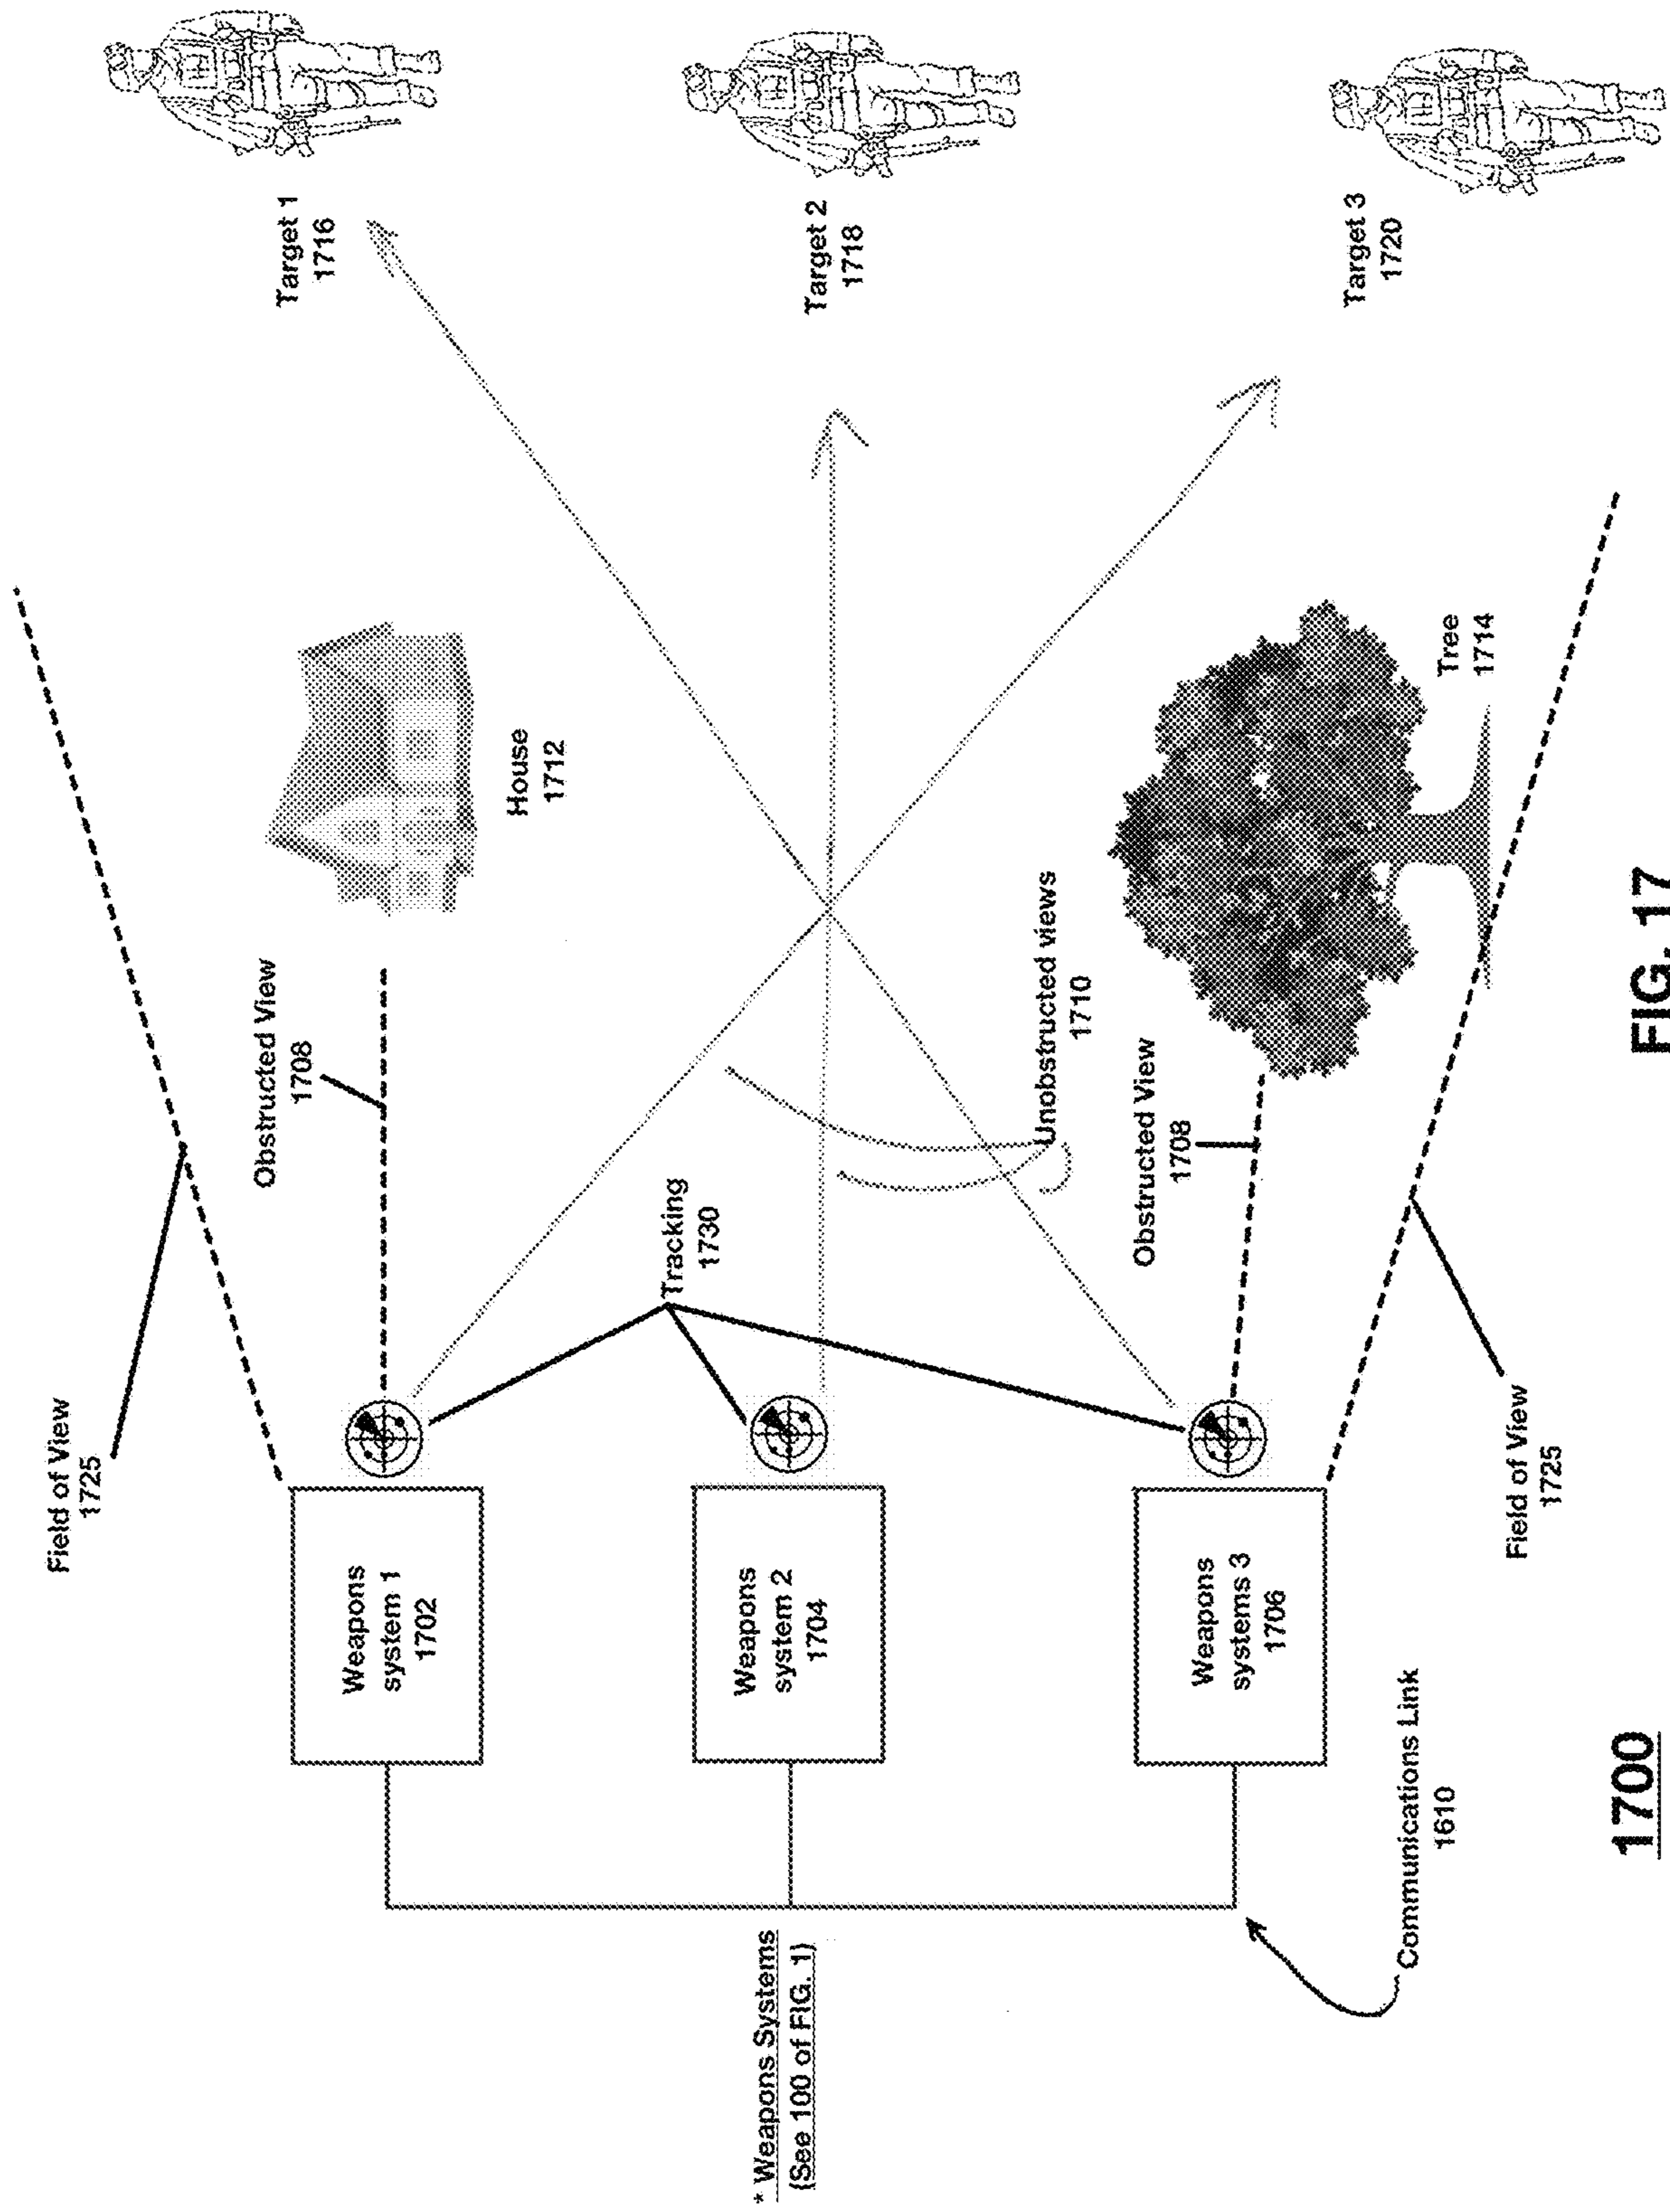 Field of View
1725
Obstructed View
1708
House
1712
Target 1
1716
Weapons
system 1
1702
Tracking
1730
* Weapons Systems
(See 100 of FIG. 1)
Weapons
system 2
1704
Target 2
1718
Unobstructed views
1710
Obstructed View
1708
Weapons
systems 3
1706
Tree
1714
Target 3
1720
Communications Link
1610
Field of View
1725
1700
FIG. 17